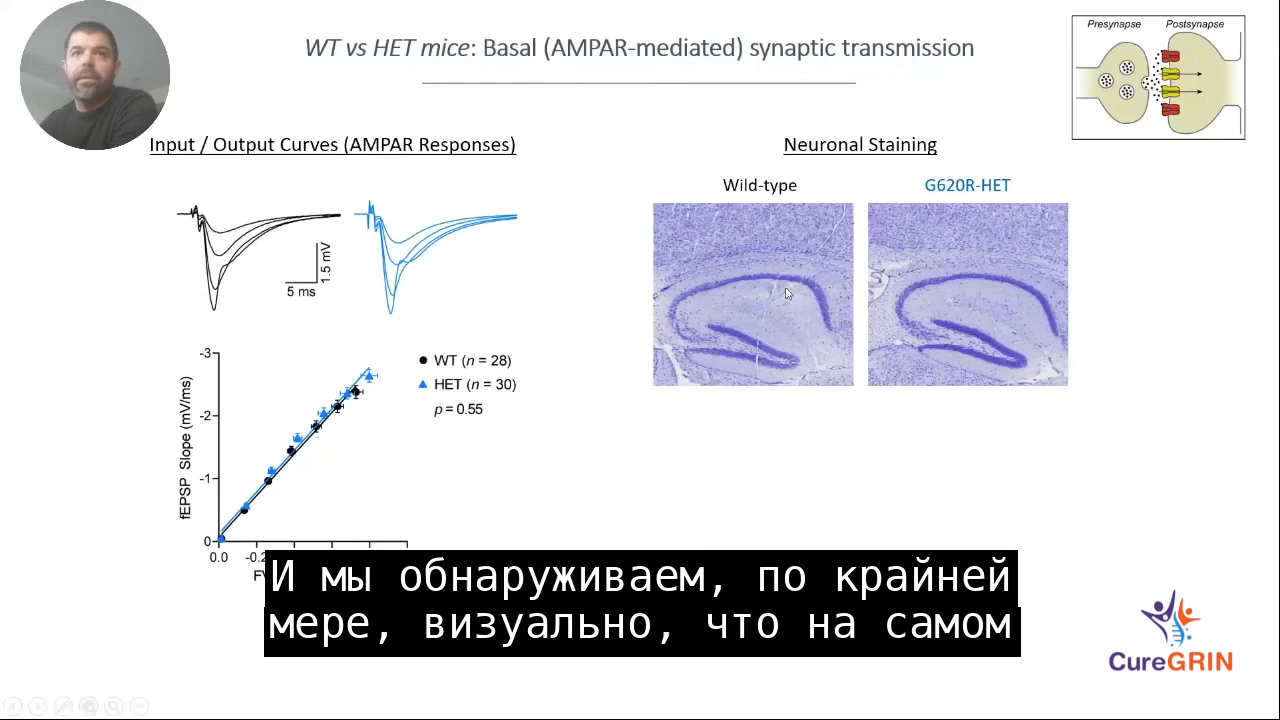 WT vs HET mice: Basal (AMPAR-mediated) synaptic transmission
Presynapse
Postsynapse
Input / Output Curves (AMPAR Responses)
Neuronal Staining
Wild-type
G620R-HET
1.5 mV
5 ms
-3
-2
-1
0
fEPSP Slope (mV/ms)
WT (n = 28)
HET (n = 30)
p = 0.55
0.0
И мы обнаруживаем, по крайней
мере, визуально, что на самом
CureGRIN